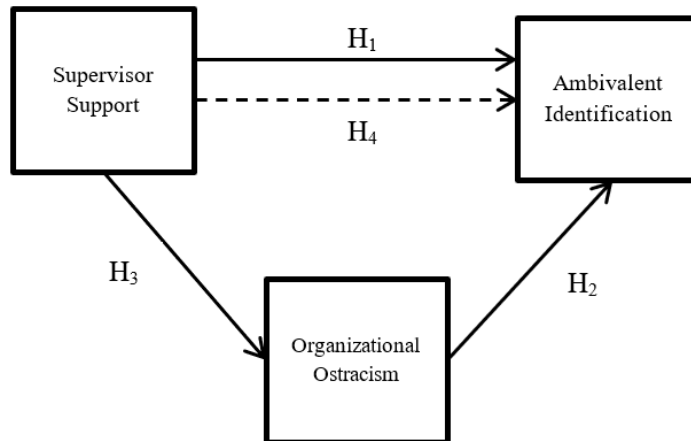 H₁
Supervisor
Support
Ambivalent
Identification
H₄
H₃
H₂
Organizational
Ostracism